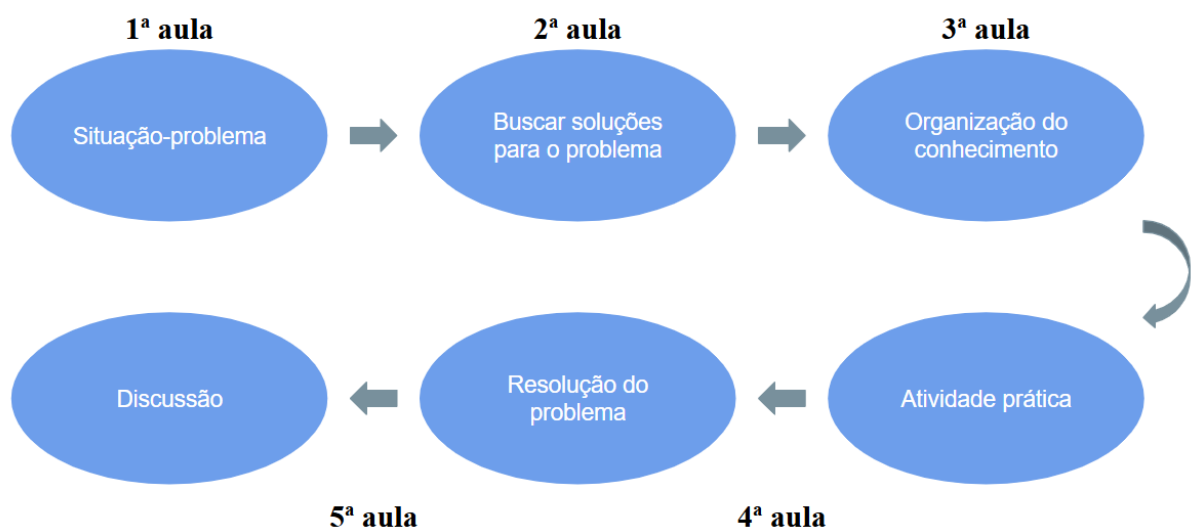 1ª aula
2ª aula
3ª aula
Situação-problema
Buscar soluções
para o problema
Organização do
conhecimento
Atividade prática
Resolução do
problema
Discussão
4ª aula
5ª aula